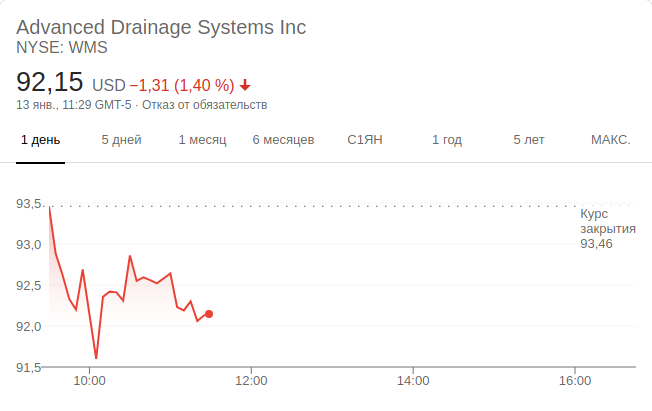 Advanced Drainage Systems Inc
NYSE: WMS
92,15 USD −1,31 (1,40 %)
13 янв., 11:29 GMT-5 · Отказ от обязательств
1 день 5 дней 1 месяц 6 месяцев С1ЯН 1 год 5 лет МАКС.
93,5
Курс
закрытия
93,46
93,0
92,5
92,0
91,5
10:00 12:00 14:00 16:00